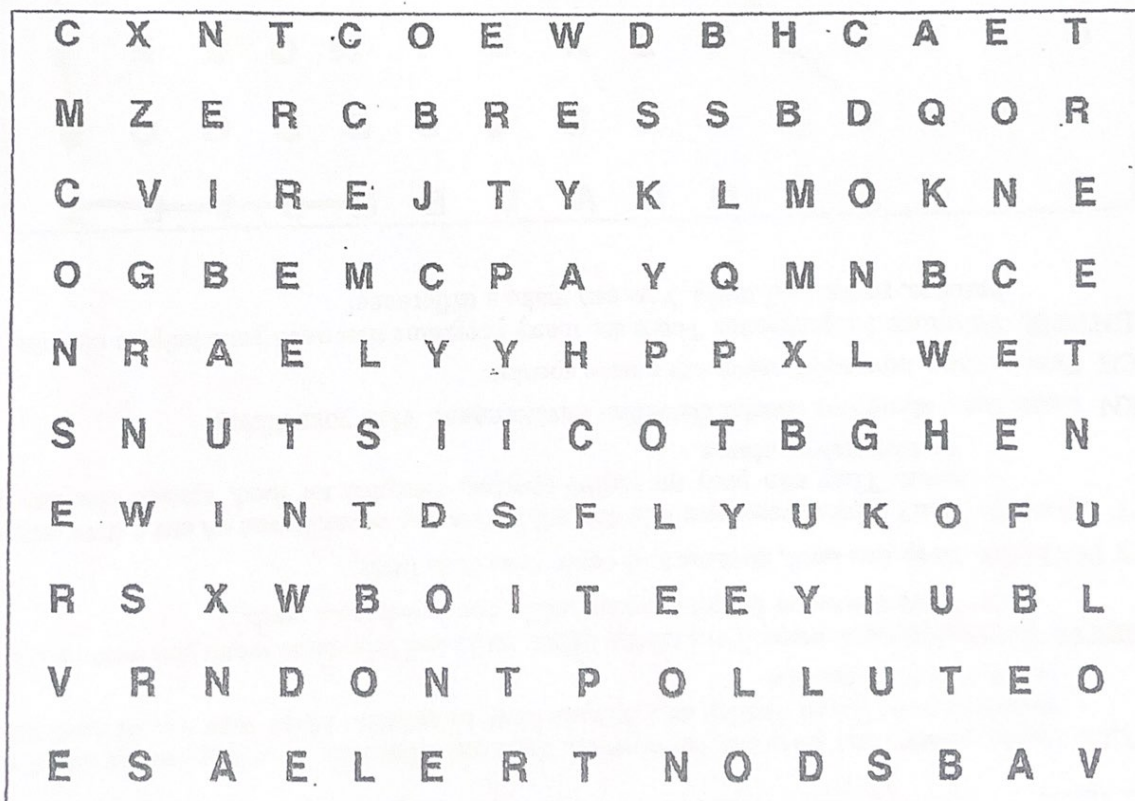 C X N T C O E W D B H C A E T
M Z E R C B R E S S B D Q O R
C V I R E J T Y K L M O K N E
O G B E M C P A Y Q M N B C E
N R A E L Y Y H P P X L W E T
S N U T S I I C O T B G H E N
E W I N T D S F L Y U K O F U
R S X W B O I T E E Y I U B L
V R N D O N T P O L L U T E O
E S A E L E R T N O D S B A V